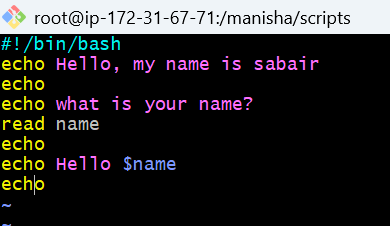 root@ip-172-31-67-71:/manisha/scripts
#!/bin/bash
echo Hello, my name is sabair
echo
echo what is your name?
read name
echo
echo Hello $name
echo
~
~